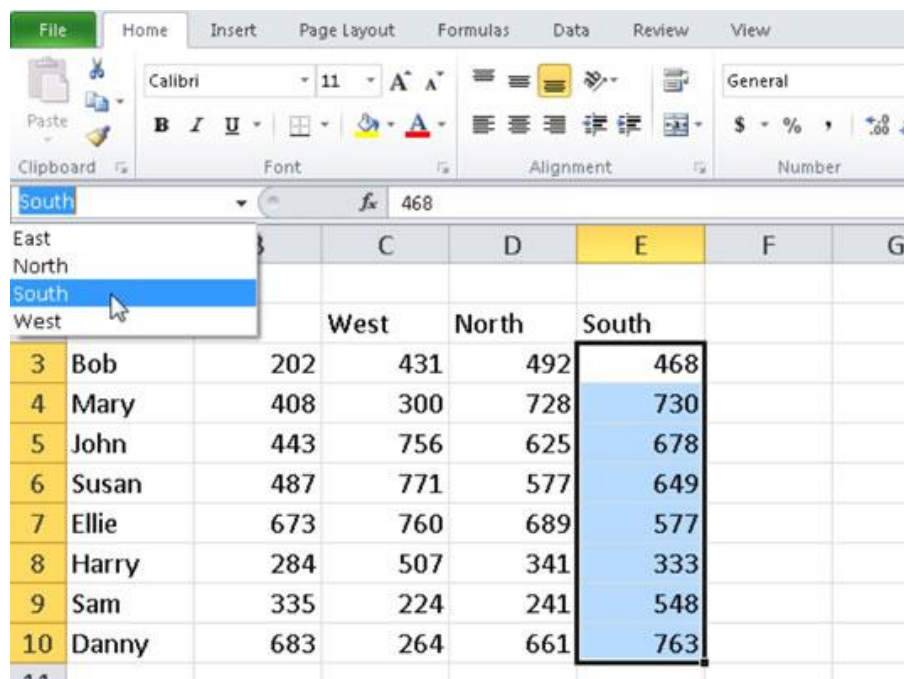 File Home Insert Page Layout Formulas Data Review View
Calibri 11 A A General
Paste B I U A $ % , .00
Clipboard Font Alignment Number
South fx 468
East C D E F G
North
South
West West North South
3 Bob 202 431 492 468
4 Mary 408 300 728 730
5 John 443 756 625 678
6 Susan 487 771 577 649
7 Ellie 673 760 689 577
8 Harry 284 507 341 333
9 Sam 335 224 241 548
10 Danny 683 264 661 763